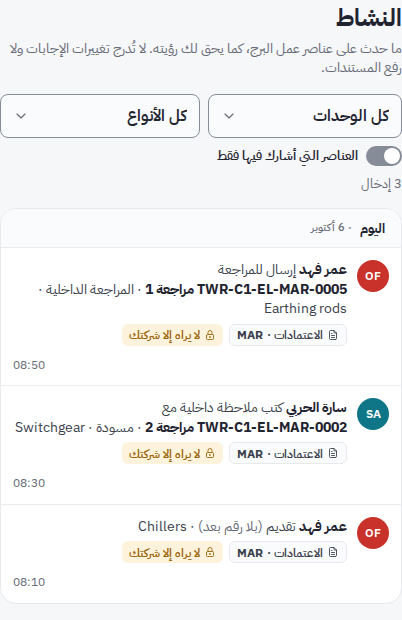 النشاط
ما حدث على عناصر عمل البرج، كما يحق لك رؤيته. لا تُدرج تغييرات الإجابات ولا
رفع المستندات.
كل الوحدات
كل الأنواع
العناصر التي أشارك فيها فقط
3 إدخال
اليوم · 6 أكتوبر
OF
عمر فهد إرسال للمراجعة
TWR-C1-EL-MAR-0005 مراجعة 1 · المراجعة الداخلية ·
Earthing rods
الاعتمادات · MAR
لا يراه إلا شركتك
08:50
SA
سارة الحربي كتب ملاحظة داخلية مع
TWR-C1-EL-MAR-0002 مراجعة 2 · مسودة · Switchgear
الاعتمادات · MAR
لا يراه إلا شركتك
08:30
OF
عمر فهد تقديم (بلا رقم بعد) · Chillers
الاعتمادات · MAR
لا يراه إلا شركتك
08:10